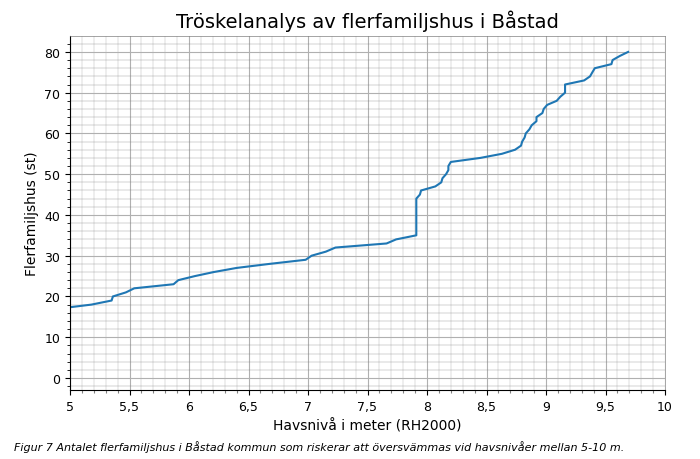 Tröskelanalys av flerfamiljshus i Båstad
80
70
60
50
40
30
20
10
0
Flerfamiljshus (st)
5 5,5 6 6,5 7 7,5 8 8,5 9 9,5 10
Havsnivå i meter (RH2000)
Figur 7 Antalet flerfamiljshus i Båstad kommun som riskerar att översvämmas vid havsnivåer mellan 5-10 m.